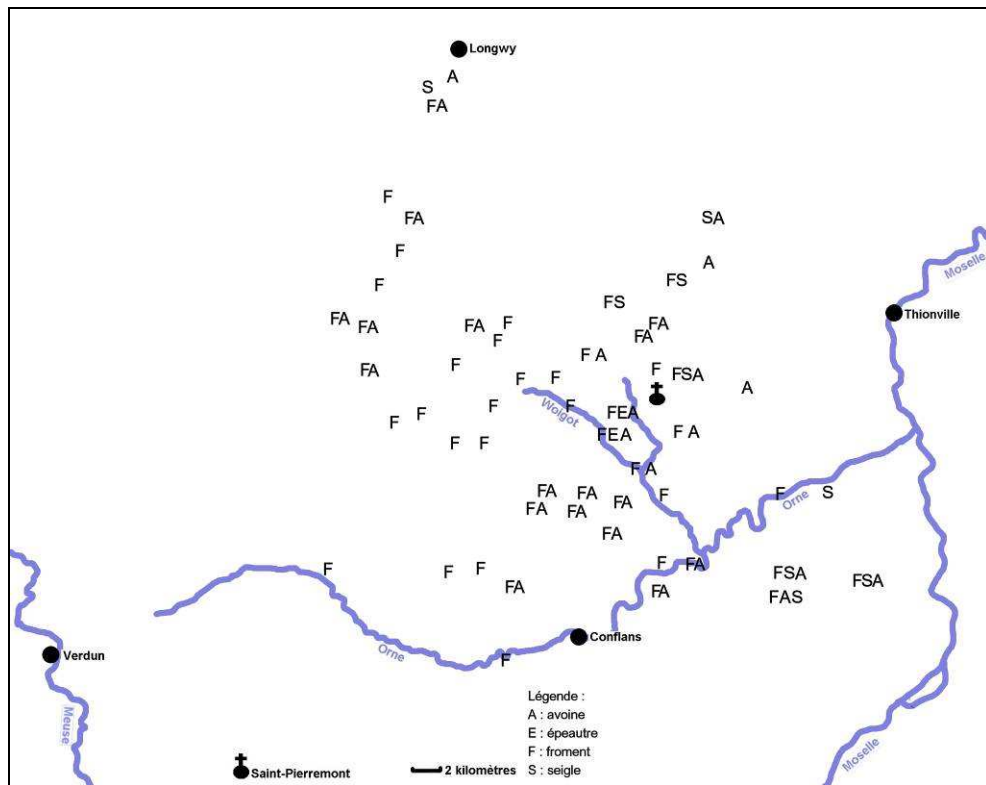 Longwy
A
S
FA
F
FA
SA
F
A
Moselle
F
FS
FS
Thionville
FA
FA
FA
F
FA
F
FA
F A
F
FA
F
FSA
F
F
A
F
F
Woigot
FEA
F
F
FEA
F A
F
F
F A
FA
FA
F
F
S
FA
FA
FA
Orne
FA
F
F
FA
F
F
FSA
FSA
FA
FA
FAS
Conflans
Verdun
Orne
F
Meuse
Moselle
Légende :
A : avoine
E : épeautre
F : froment
S : seigle
Saint-Pierremont
2 kilomètres